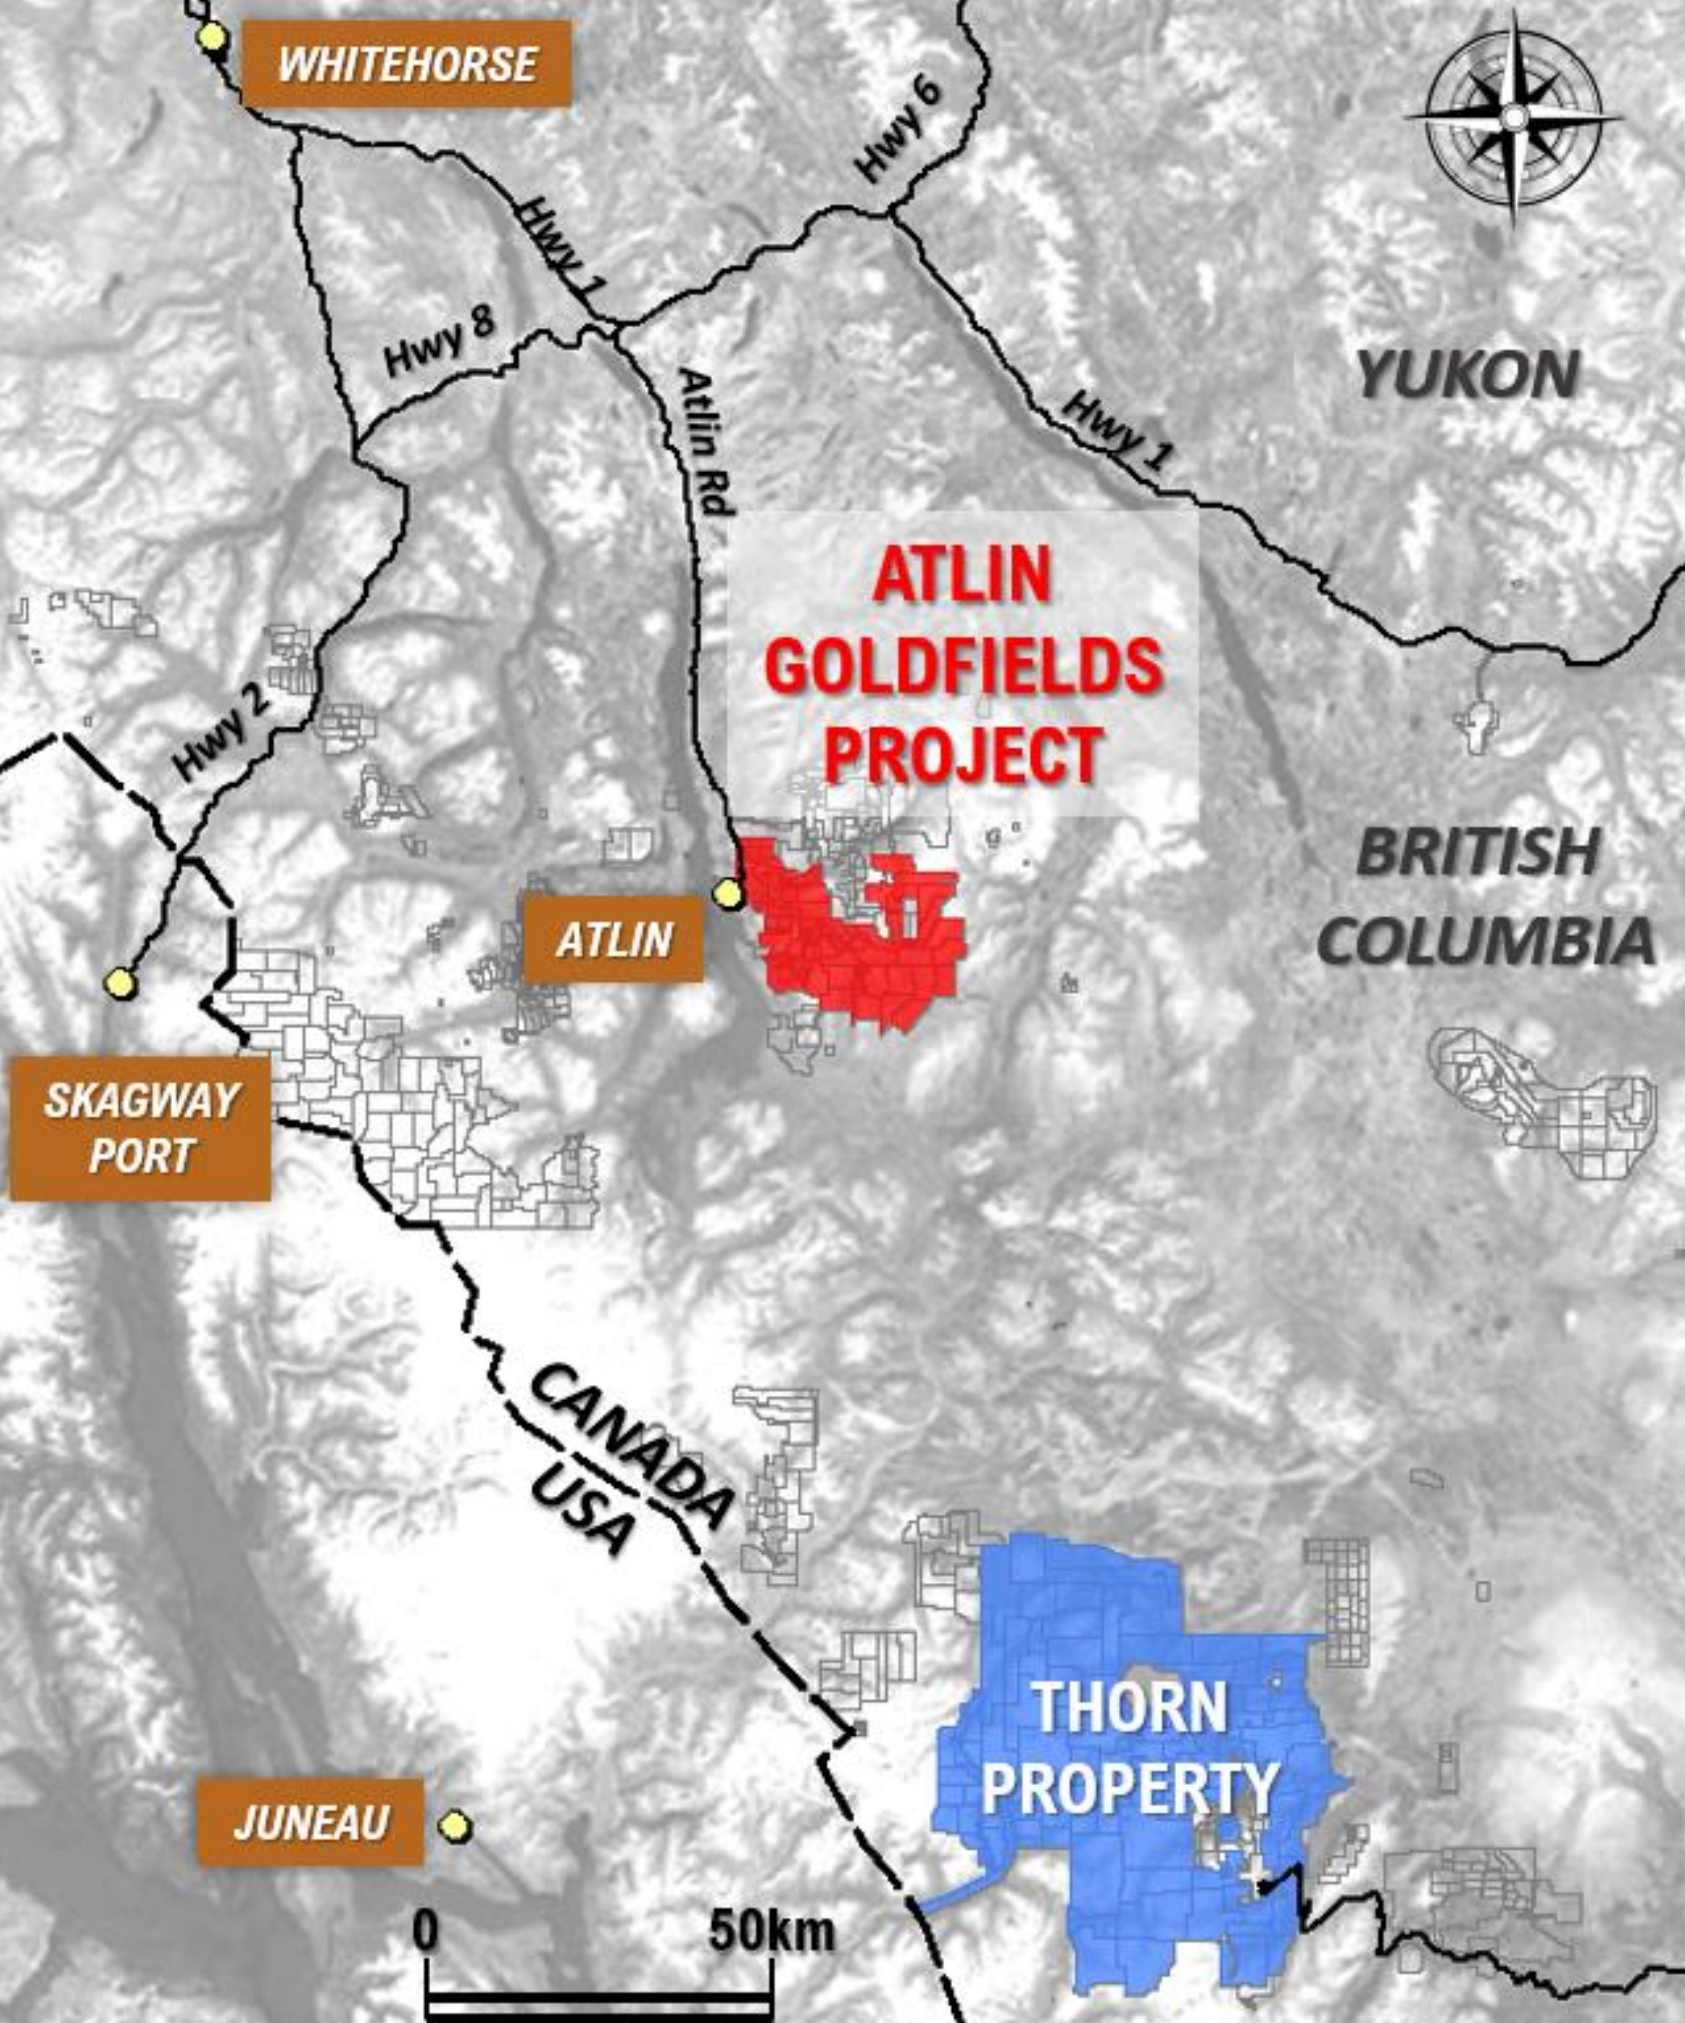 WHITEHORSE
Hwy 6
Hwy 1
Hwy 8
Atlin Rd
YUKON
Hwy 1
ATLIN
GOLDFIELDS
PROJECT
Hwy 2
BRITISH
COLUMBIA
ATLIN
SKAGWAY
PORT
CANADA
USA
THORN
PROPERTY
JUNEAU
0 50km